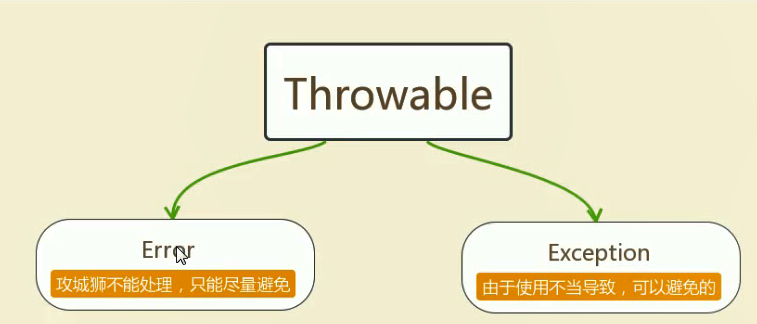 Throwable
Error
攻城狮不能处理，只能尽量避免
Exception
由于使用不当导致，可以避免的